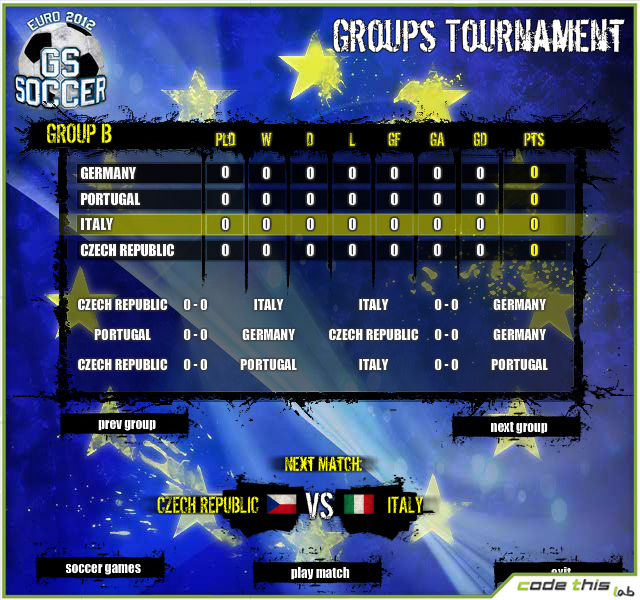 EURO 2012
GS
SOCCER
GROUPS TOURNAMENT
GROUP B PLD W D L GF GA GD PTS
GERMANY 0 0 0 0 0 0 0 0
PORTUGAL 0 0 0 0 0 0 0 0
ITALY 0 0 0 0 0 0 0 0
CZECH REPUBLIC 0 0 0 0 0 0 0 0
CZECH REPUBLIC 0 - 0 ITALY ITALY 0 - 0 GERMANY
PORTUGAL 0 - 0 GERMANY CZECH REPUBLIC 0 - 0 GERMANY
CZECH REPUBLIC 0 - 0 PORTUGAL ITALY 0 - 0 PORTUGAL
prev group next group
NEXT MATCH:
CZECH REPUBLIC VS ITALY
soccer games play match exit
code this lab